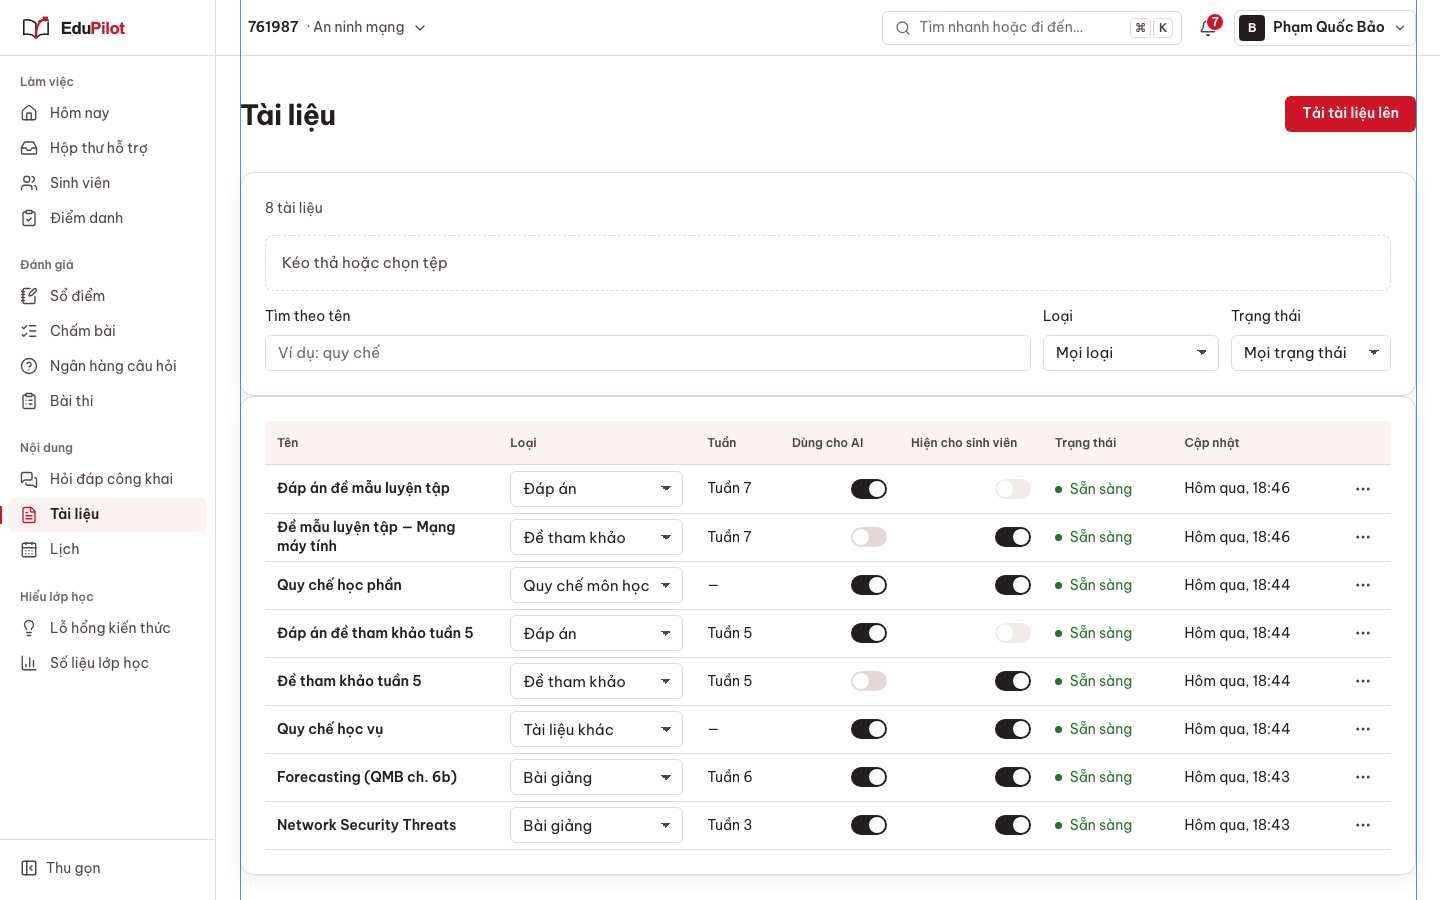 EduPilot
761987 · An ninh mạng
Tìm nhanh hoặc đi đến...
⌘ K
7
B
Phạm Quốc Bảo
Làm việc
Hôm nay
Hộp thư hỗ trợ
Sinh viên
Điểm danh
Đánh giá
Sổ điểm
Chấm bài
Ngân hàng câu hỏi
Bài thi
Nội dung
Hỏi đáp công khai
Tài liệu
Lịch
Hiểu lớp học
Lỗ hổng kiến thức
Số liệu lớp học
Thu gọn
Tài liệu
Tải tài liệu lên
8 tài liệu
Kéo thả hoặc chọn tệp
Tìm theo tên
Loại
Trạng thái
Ví dụ: quy chế
Mọi loại
Mọi trạng thái
Tên Loại Tuần Dùng cho AI Hiện cho sinh viên Trạng thái Cập nhật
Đáp án đề mẫu luyện tập Đáp án Tuần 7 Sẵn sàng Hôm qua, 18:46
Đề mẫu luyện tập — Mạng
máy tính
Đề tham khảo Tuần 7 Sẵn sàng Hôm qua, 18:46
Quy chế học phần Quy chế môn học — Sẵn sàng Hôm qua, 18:44
Đáp án đề tham khảo tuần 5 Đáp án Tuần 5 Sẵn sàng Hôm qua, 18:44
Đề tham khảo tuần 5 Đề tham khảo Tuần 5 Sẵn sàng Hôm qua, 18:44
Quy chế học vụ Tài liệu khác — Sẵn sàng Hôm qua, 18:44
Forecasting (QMB ch. 6b) Bài giảng Tuần 6 Sẵn sàng Hôm qua, 18:43
Network Security Threats Bài giảng Tuần 3 Sẵn sàng Hôm qua, 18:43